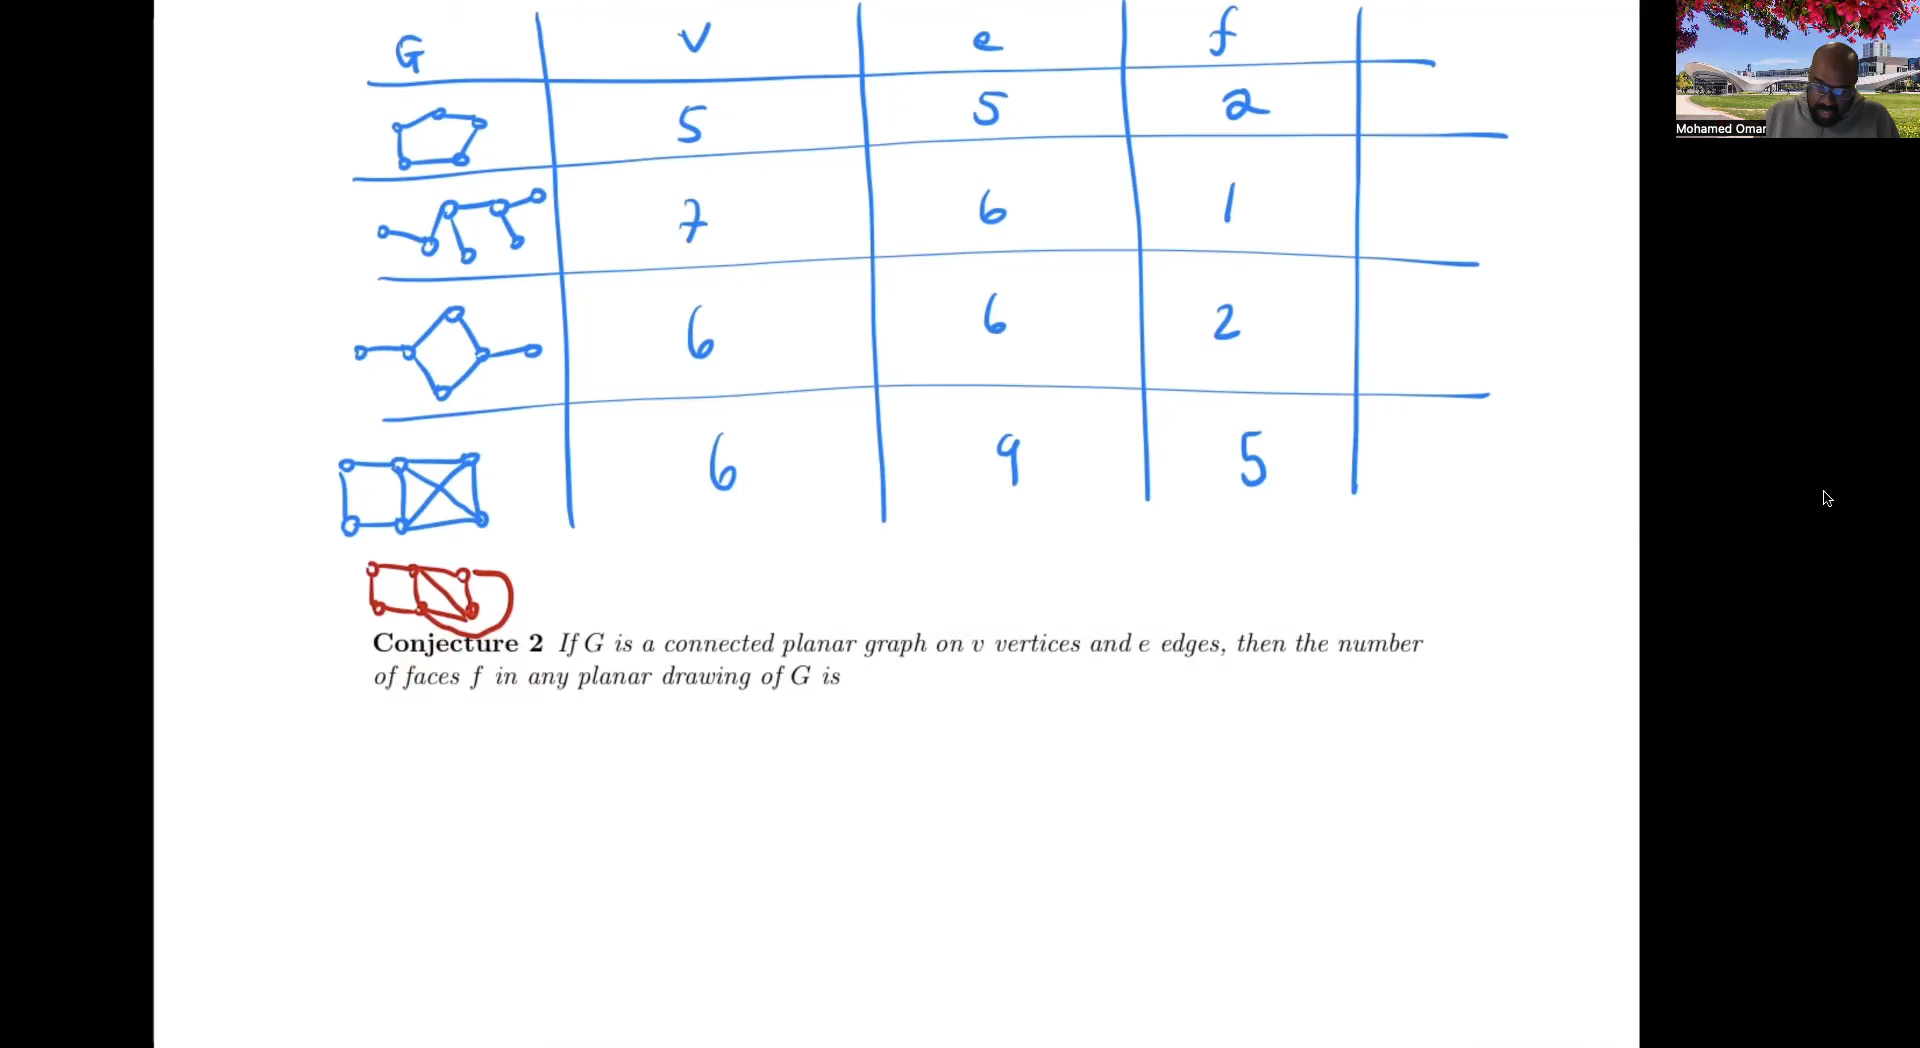 G v e f
5 5 2
7 6 1
6 6 2
6 9 5
Conjecture 2 If G is a connected planar graph on v vertices and e edges, then the number
of faces f in any planar drawing of G is
Mohamed Omar